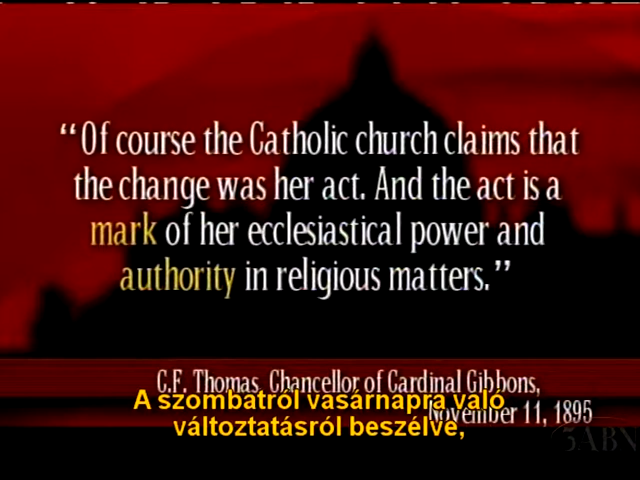 “Of course the Catholic church claims that
the change was her act. And the act is a
mark of her ecclesiastical power and
authority in religious matters.”
C.F. Thomas, Chancellor of Cardinal Gibbons,
November 11, 1895
A szombatról vasárnapra való
változtatásról beszélve,
3ABN